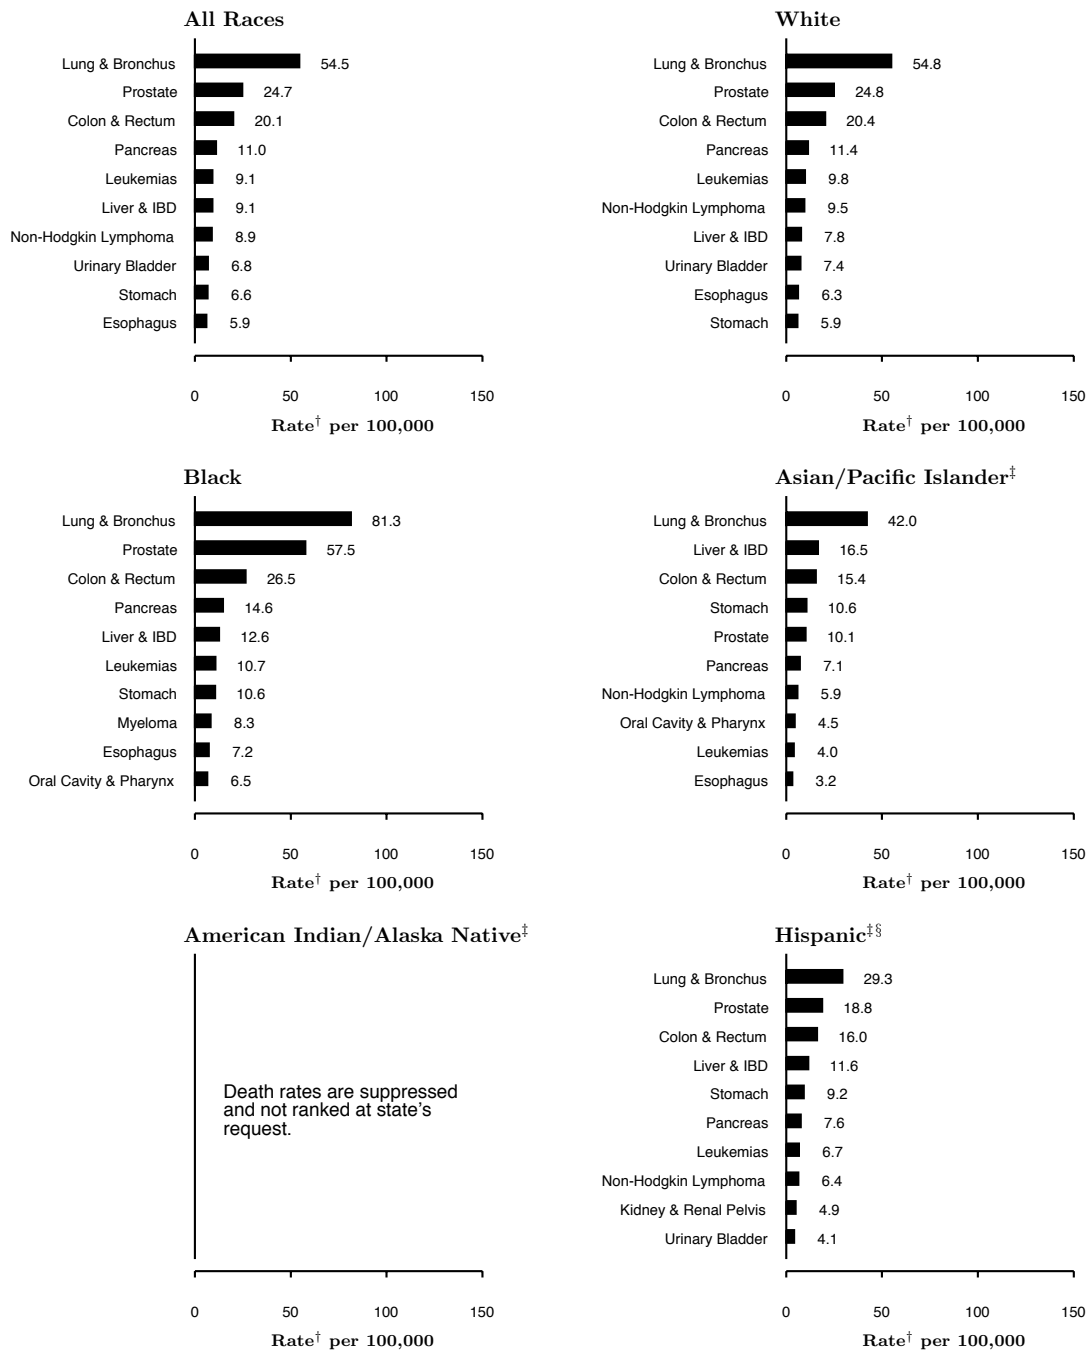 All Races
Lung & Bronchus 54.5
Prostate 24.7
Colon & Rectum 20.1
Pancreas 11.0
Leukemias 9.1
Liver & IBD 9.1
Non-Hodgkin Lymphoma 8.9
Urinary Bladder 6.8
Stomach 6.6
Esophagus 5.9
0 50 100 150
Rate† per 100,000
White
Lung & Bronchus 54.8
Prostate 24.8
Colon & Rectum 20.4
Pancreas 11.4
Leukemias 9.8
Non-Hodgkin Lymphoma 9.5
Liver & IBD 7.8
Urinary Bladder 7.4
Esophagus 6.3
Stomach 5.9
0 50 100 150
Rate† per 100,000
Black
Lung & Bronchus 81.3
Prostate 57.5
Colon & Rectum 26.5
Pancreas 14.6
Liver & IBD 12.6
Leukemias 10.7
Stomach 10.6
Myeloma 8.3
Esophagus 7.2
Oral Cavity & Pharynx 6.5
0 50 100 150
Rate† per 100,000
Asian/Pacific Islander‡
Lung & Bronchus 42.0
Liver & IBD 16.5
Colon & Rectum 15.4
Stomach 10.6
Prostate 10.1
Pancreas 7.1
Non-Hodgkin Lymphoma 5.9
Oral Cavity & Pharynx 4.5
Leukemias 4.0
Esophagus 3.2
0 50 100 150
Rate† per 100,000
American Indian/Alaska Native‡
Death rates are suppressed
and not ranked at state's
request.
0 50 100 150
Rate† per 100,000
Hispanic‡§
Lung & Bronchus 29.3
Prostate 18.8
Colon & Rectum 16.0
Liver & IBD 11.6
Stomach 9.2
Pancreas 7.6
Leukemias 6.7
Non-Hodgkin Lymphoma 6.4
Kidney & Renal Pelvis 4.9
Urinary Bladder 4.1
0 50 100 150
Rate† per 100,000